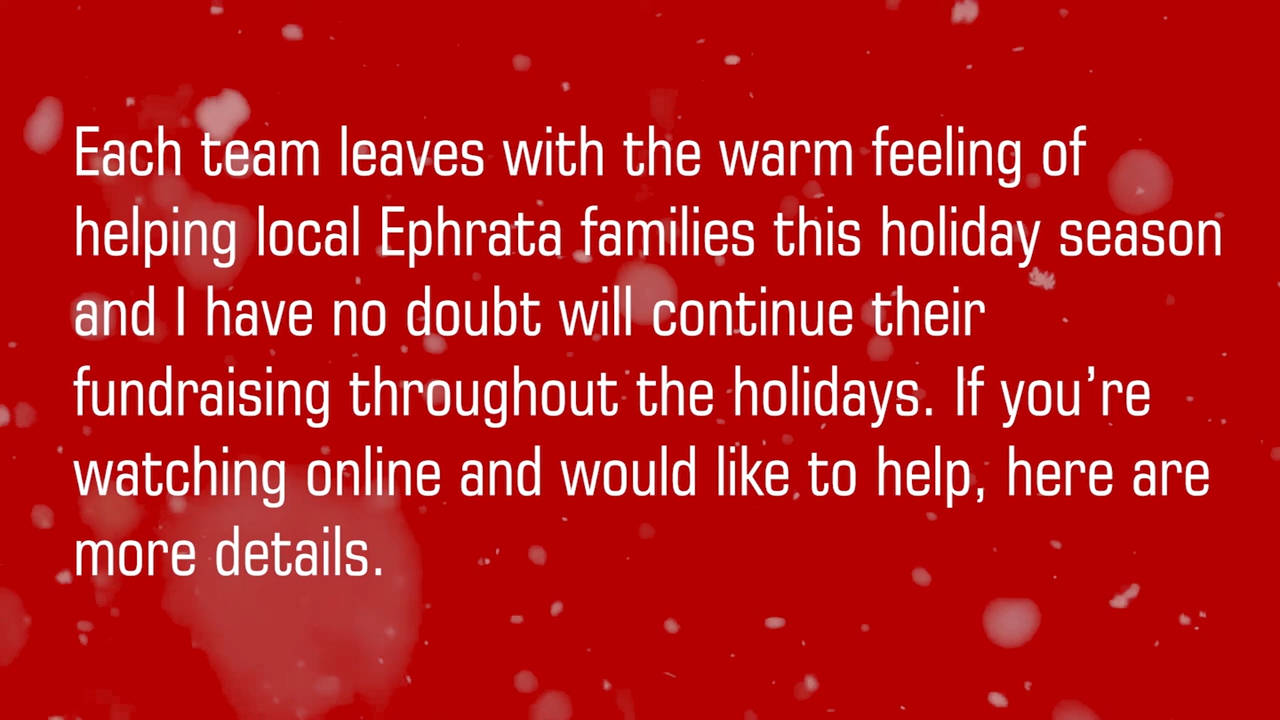 Each team leaves with the warm feeling of
helping local Ephrata families this holiday season
and I have no doubt will continue their
fundraising throughout the holidays. If you’re
watching online and would like to help, here are
more details.